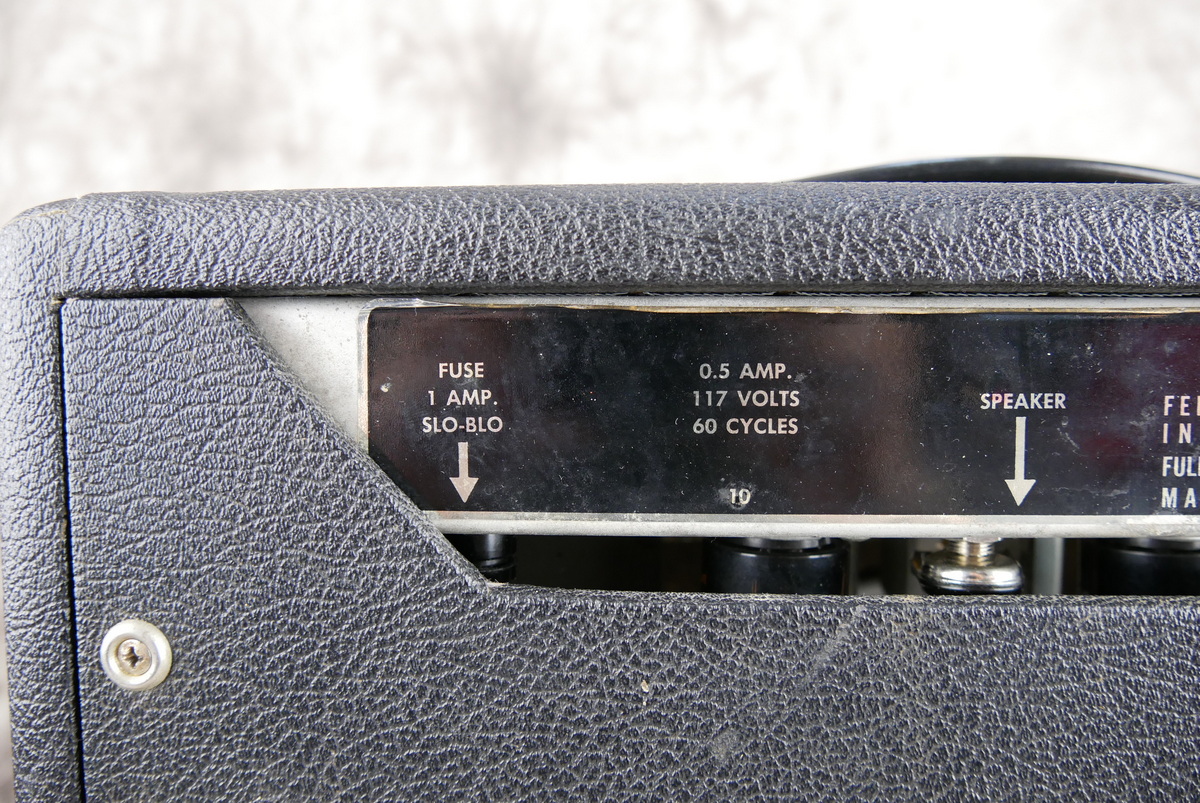 FUSE
1 AMP.
SLO-BLO
0.5 AMP.
117 VOLTS
60 CYCLES
10
SPEAKER